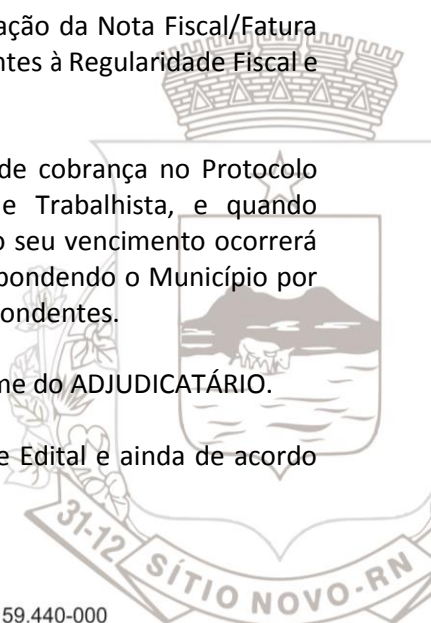 ação da Nota Fiscal/Fatura
ntes à Regularidade Fiscal e
de cobrança no Protocolo
e Trabalhista, e quando
o seu vencimento ocorrerá
pondendo o Município por
pondentes.
me do ADJUDICATÁRIO.
e Edital e ainda de acordo
31-12 SÍTIO NOVO-RN
59.440-000